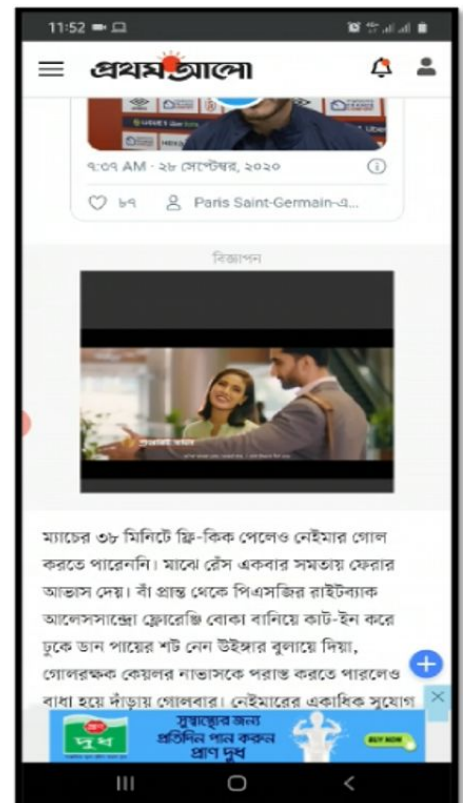 11:52
প্রথম আলো
৭:০৭ AM · ২৮ সেপ্টেম্বর, ২০২০
৮৭ Paris Saint-Germain-এ...
বিজ্ঞাপন
ম্যাচের ৩৮ মিনিটে ফ্রি-কিক পেলেও নেইমার গোল
করতে পারেননি। মাঝে রেঁস একবার সমতায় ফেরার
আভাস দেয়। বাঁ প্রান্ত থেকে পিএসজির রাইটব্যাক
আলেসসান্দ্রো ফ্লোরেঞ্জি বোকা বানিয়ে কাট-ইন করে
ঢুকে ডান পায়ের শট নেন উইঙ্গার বুলায়ে দিয়া,
গোলরক্ষক কেয়লর নাভাসকে পরাস্ত করতে পারলেও
বাধা হয়ে দাঁড়ায় গোলবার। নেইমারের একাধিক সুযোগ
প্রাণ
দুধ
সুস্বাস্থ্যের জন্য
প্রতিদিন পান করুন
প্রাণ দুধ
BUY NOW